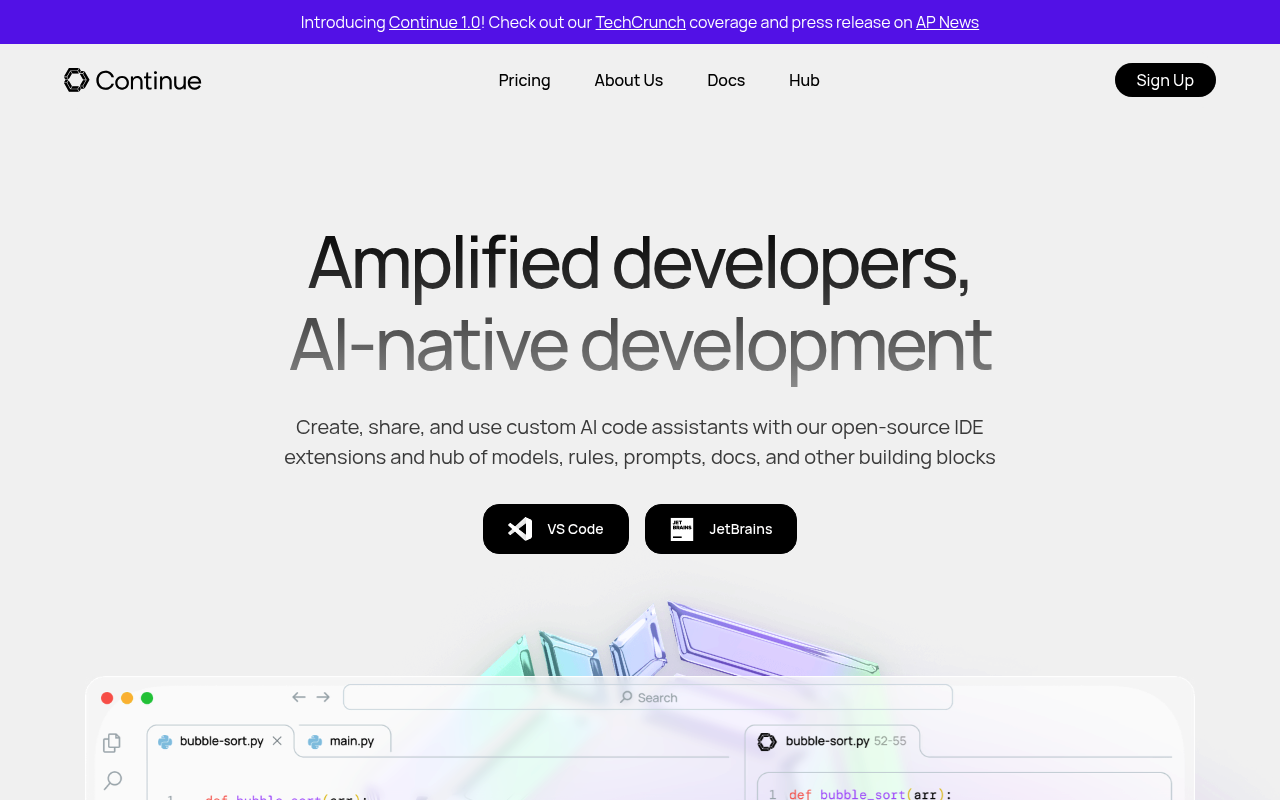 Introducing Continue 1.0! Check out our TechCrunch coverage and press release on AP News
Continue
Pricing
About Us
Docs
Hub
Sign Up
Amplified developers,
AI-native development
Create, share, and use custom AI code assistants with our open-source IDE
extensions and hub of models, rules, prompts, docs, and other building blocks
VS Code
JET BRAINS
JetBrains
Search
bubble-sort.py
main.py
bubble-sort.py 52-55
1 def bubble_sort(arr):
1 def bubble_sort(arr):